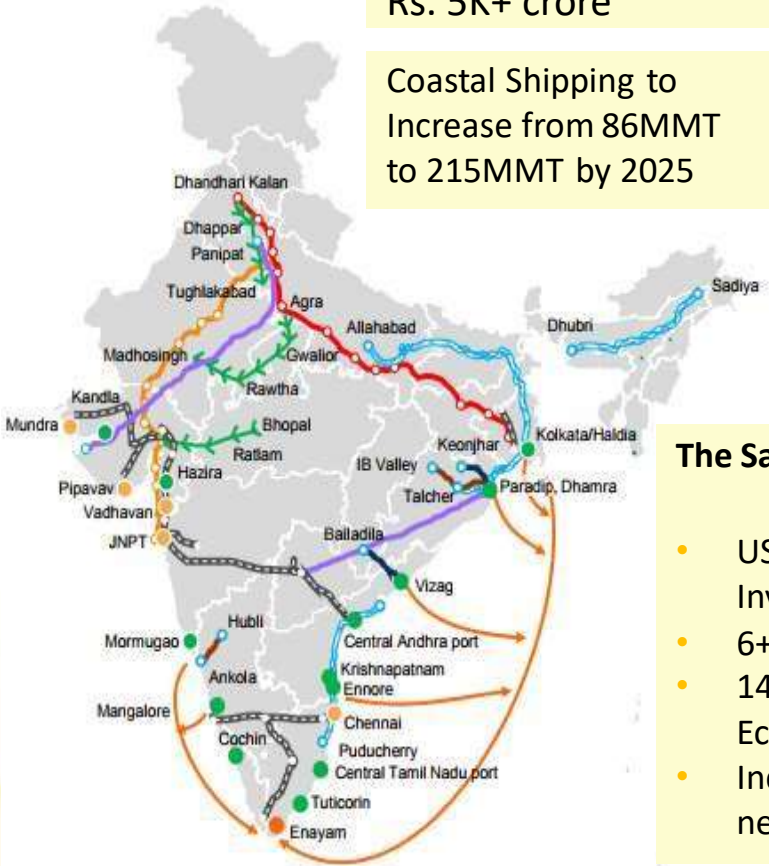 Rs. 5K+ crore
Coastal Shipping to
Increase from 86MMT
to 215MMT by 2025
Dhandhari Kalan
Dhappar
Panipat
Tughlakabad
Agra
Allahabad
Dhubri
Sadiya
Madhosingh
Gwalior
Rawtha
Kandla
Mundra
Bhopal
Ratlam
Hazira
Keonjhar
Kolkata/Haldia
IB Valley
Talcher
Paradip, Dhamra
Pipavav
Vadhavan
JNPT
Bailadila
Vizag
Hubli
Mormugao
Central Andhra port
Ankola
Krishnapatnam
Ennore
Mangalore
Chennai
Cochin
Puducherry
Central Tamil Nadu port
Tuticorin
Enayam
The Sa
• US
Inv
• 6+
• 14
Ec
• Inc
ne